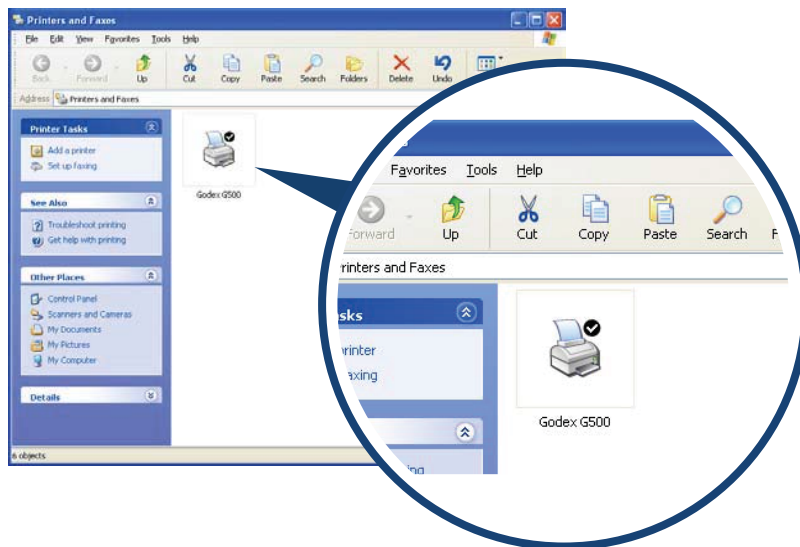 Printers and Faxes
File Edit View Favorites Tools Help
Back Forward Up Cut Copy Paste Search Folders Delete Undo
Address Printers and Faxes
Printer Tasks
Add a printer
Set up faxing
See Also
Troubleshoot printing
Get help with printing
Other Places
Control Panel
Scanners and Cameras
My Documents
My Pictures
My Computer
Details
Godex G500
6 objects
Favorites Tools Help
Forward Up Cut Copy Paste Search F
rinters and Faxes
sks
rinter
axing
ing
Godex G500